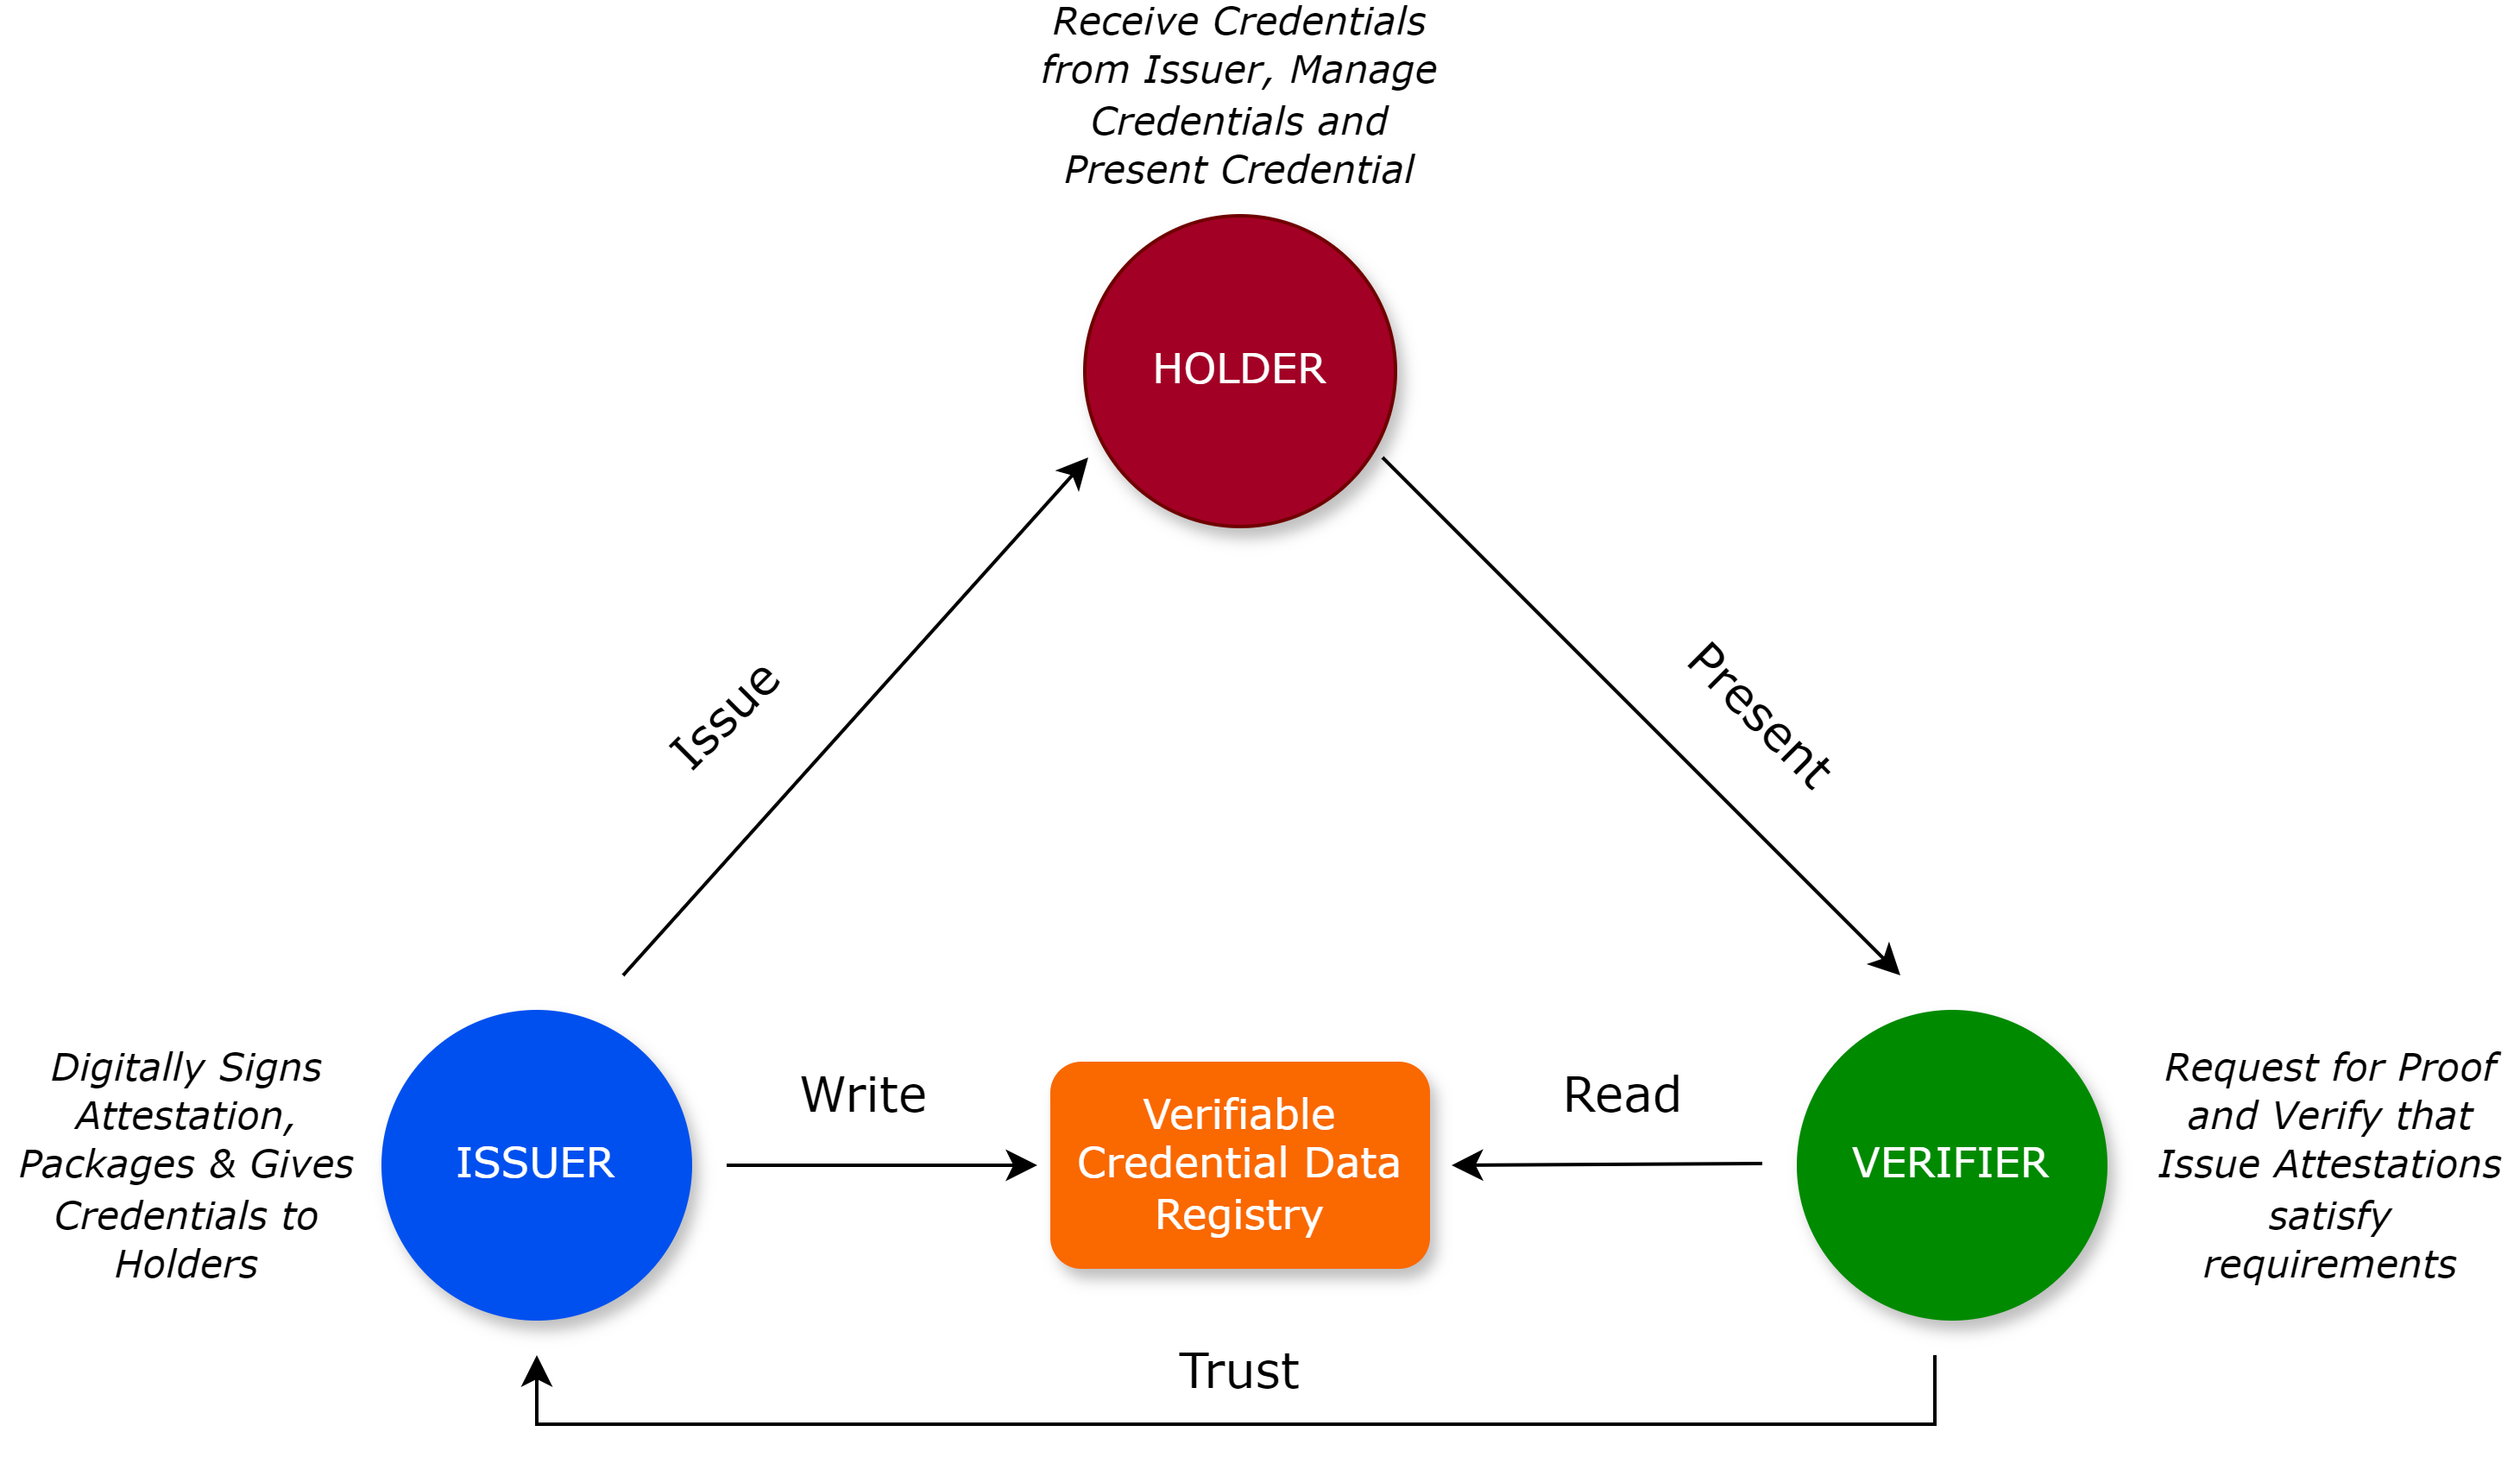 Receive Credentials
from Issuer, Manage
Credentials and
Present Credential
HOLDER
Issue
Present
Digitally Signs
Attestation,
Packages & Gives
Credentials to
Holders
ISSUER
Write
Verifiable
Credential Data
Registry
Read
VERIFIER
Request for Proof
and Verify that
Issue Attestations
satisfy
requirements
Trust